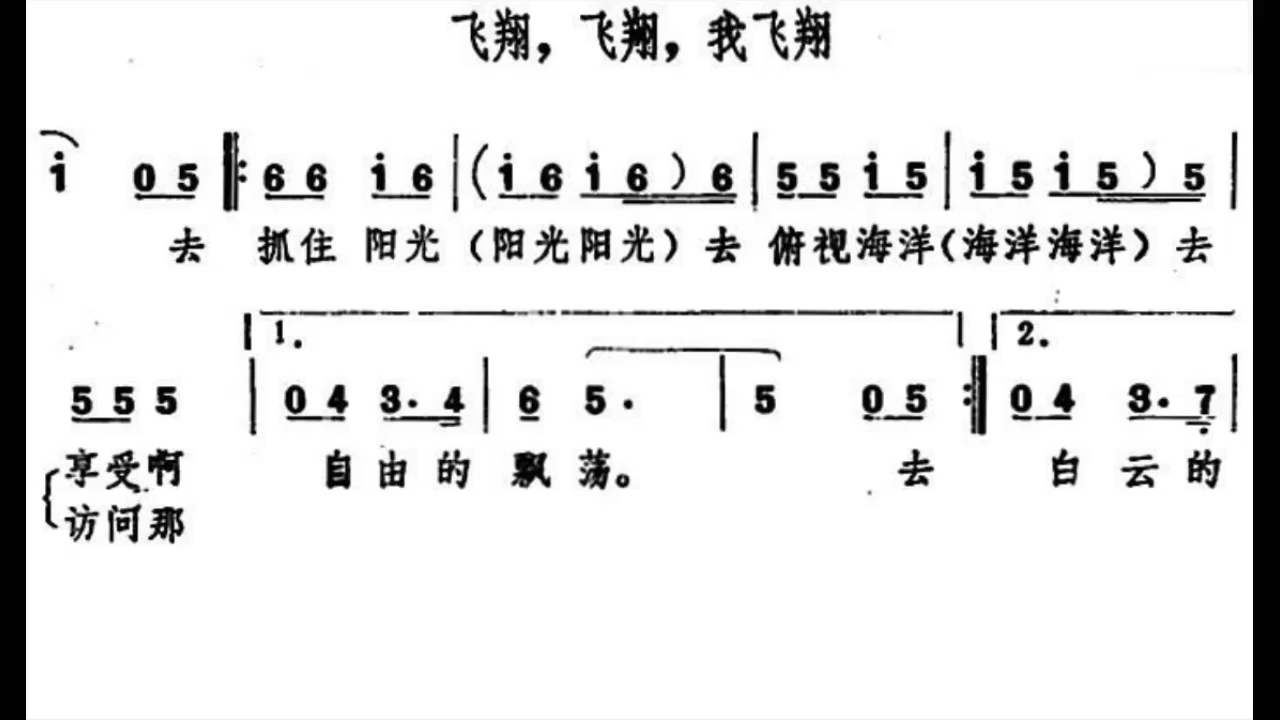 飞翔，飞翔，我飞翔
i 0 5 6 6 i 6 (i 6 i 6) 6 5 5 i 5 i 5 i 5) 5
去 抓住 阳光（阳光阳光）去 俯视海洋（海洋海洋）去
1. 2.
5 5 5 0 4 3· 4 6 5· 5 0 5 0 4 3· 7
享受啊 自由的飘荡。 去 白云的
访问那